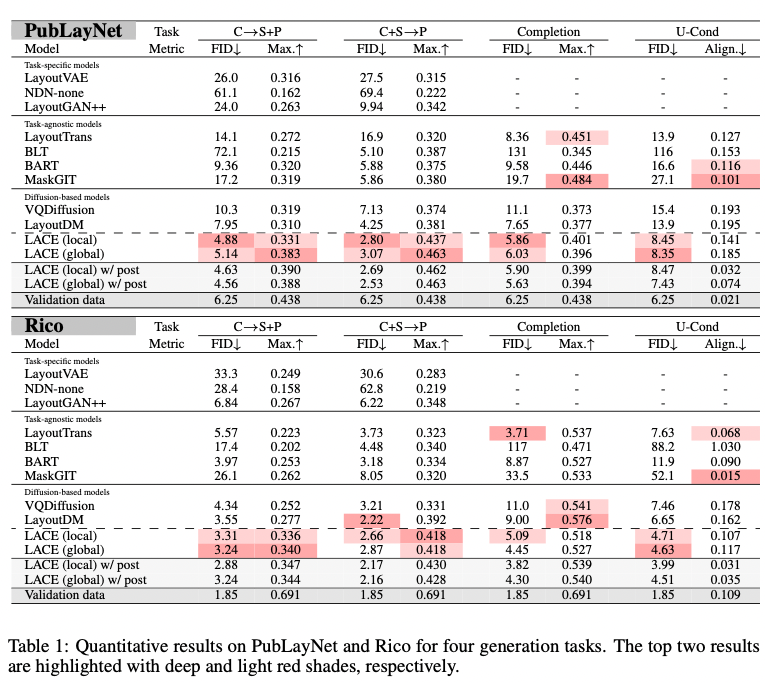 PubLayNet Task C→S+P C+S→P Completion U-Cond
Model Metric FID↓ Max.↑ FID↓ Max.↑ FID↓ Max.↑ FID↓ Align.↓
Task-specific models
LayoutVAE 26.0 0.316 27.5 0.315 - - - -
NDN-none 61.1 0.162 69.4 0.222 - - - -
LayoutGAN++ 24.0 0.263 9.94 0.342 - - - -
Task-agnostic models
LayoutTrans 14.1 0.272 16.9 0.320 8.36 0.451 13.9 0.127
BLT 72.1 0.215 5.10 0.387 131 0.345 116 0.153
BART 9.36 0.320 5.88 0.375 9.58 0.446 16.6 0.116
MaskGIT 17.2 0.319 5.86 0.380 19.7 0.484 27.1 0.101
Diffusion-based models
VQDiffusion 10.3 0.319 7.13 0.374 11.1 0.373 15.4 0.193
LayoutDM 7.95 0.310 4.25 0.381 7.65 0.377 13.9 0.195
LACE (local) 4.88 0.331 2.80 0.437 5.86 0.401 8.45 0.141
LACE (global) 5.14 0.383 3.07 0.463 6.03 0.396 8.35 0.185
LACE (local) w/ post 4.63 0.390 2.69 0.462 5.90 0.399 8.47 0.032
LACE (global) w/ post 4.56 0.388 2.53 0.463 5.63 0.394 7.43 0.074
Validation data 6.25 0.438 6.25 0.438 6.25 0.438 6.25 0.021
Rico Task C→S+P C+S→P Completion U-Cond
Model Metric FID↓ Max.↑ FID↓ Max.↑ FID↓ Max.↑ FID↓ Align.↓
Task-specific models
LayoutVAE 33.3 0.249 30.6 0.283 - - - -
NDN-none 28.4 0.158 62.8 0.219 - - - -
LayoutGAN++ 6.84 0.267 6.22 0.348 - - - -
Task-agnostic models
LayoutTrans 5.57 0.223 3.73 0.323 3.71 0.537 7.63 0.068
BLT 17.4 0.202 4.48 0.340 117 0.471 88.2 1.030
BART 3.97 0.253 3.18 0.334 8.87 0.527 11.9 0.090
MaskGIT 26.1 0.262 8.05 0.320 33.5 0.533 52.1 0.015
Diffusion-based models
VQDiffusion 4.34 0.252 3.21 0.331 11.0 0.541 7.46 0.178
LayoutDM 3.55 0.277 2.22 0.392 9.00 0.576 6.65 0.162
LACE (local) 3.31 0.336 2.66 0.418 5.09 0.518 4.71 0.107
LACE (global) 3.24 0.340 2.87 0.418 4.45 0.527 4.63 0.117
LACE (local) w/ post 2.88 0.347 2.17 0.430 3.82 0.539 3.99 0.031
LACE (global) w/ post 3.24 0.344 2.16 0.428 4.30 0.540 4.51 0.035
Validation data 1.85 0.691 1.85 0.691 1.85 0.691 1.85 0.109
Table 1: Quantitative results on PubLayNet and Rico for four generation tasks. The top two results
are highlighted with deep and light red shades, respectively.